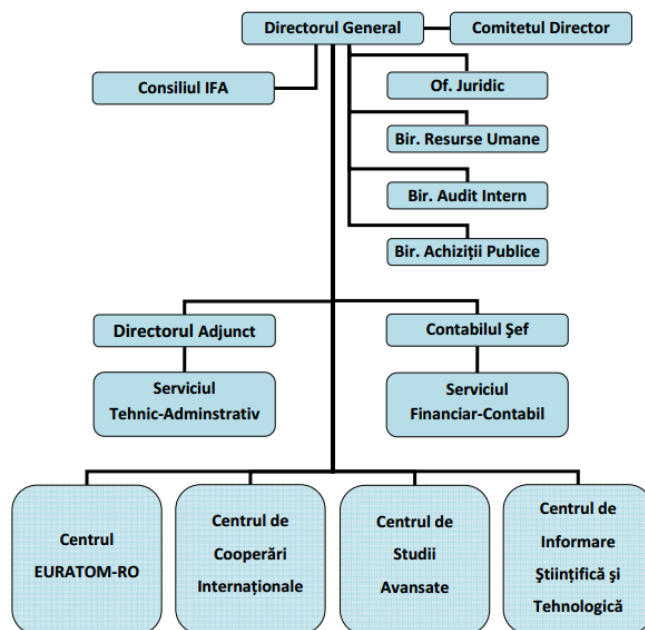 Directorul General
Comitetul Director
Consiliul IFA
Of. Juridic
Bir. Resurse Umane
Bir. Audit Intern
Bir. Achiziții Publice
Directorul Adjunct
Contabilul Şef
Serviciul
Tehnic-Adminstrativ
Serviciul
Financiar-Contabil
Centrul
EURATOM-RO
Centrul de
Cooperări
Internaționale
Centrul de
Studii
Avansate
Centrul de
Informare
Ştiințifică şi
Tehnologică